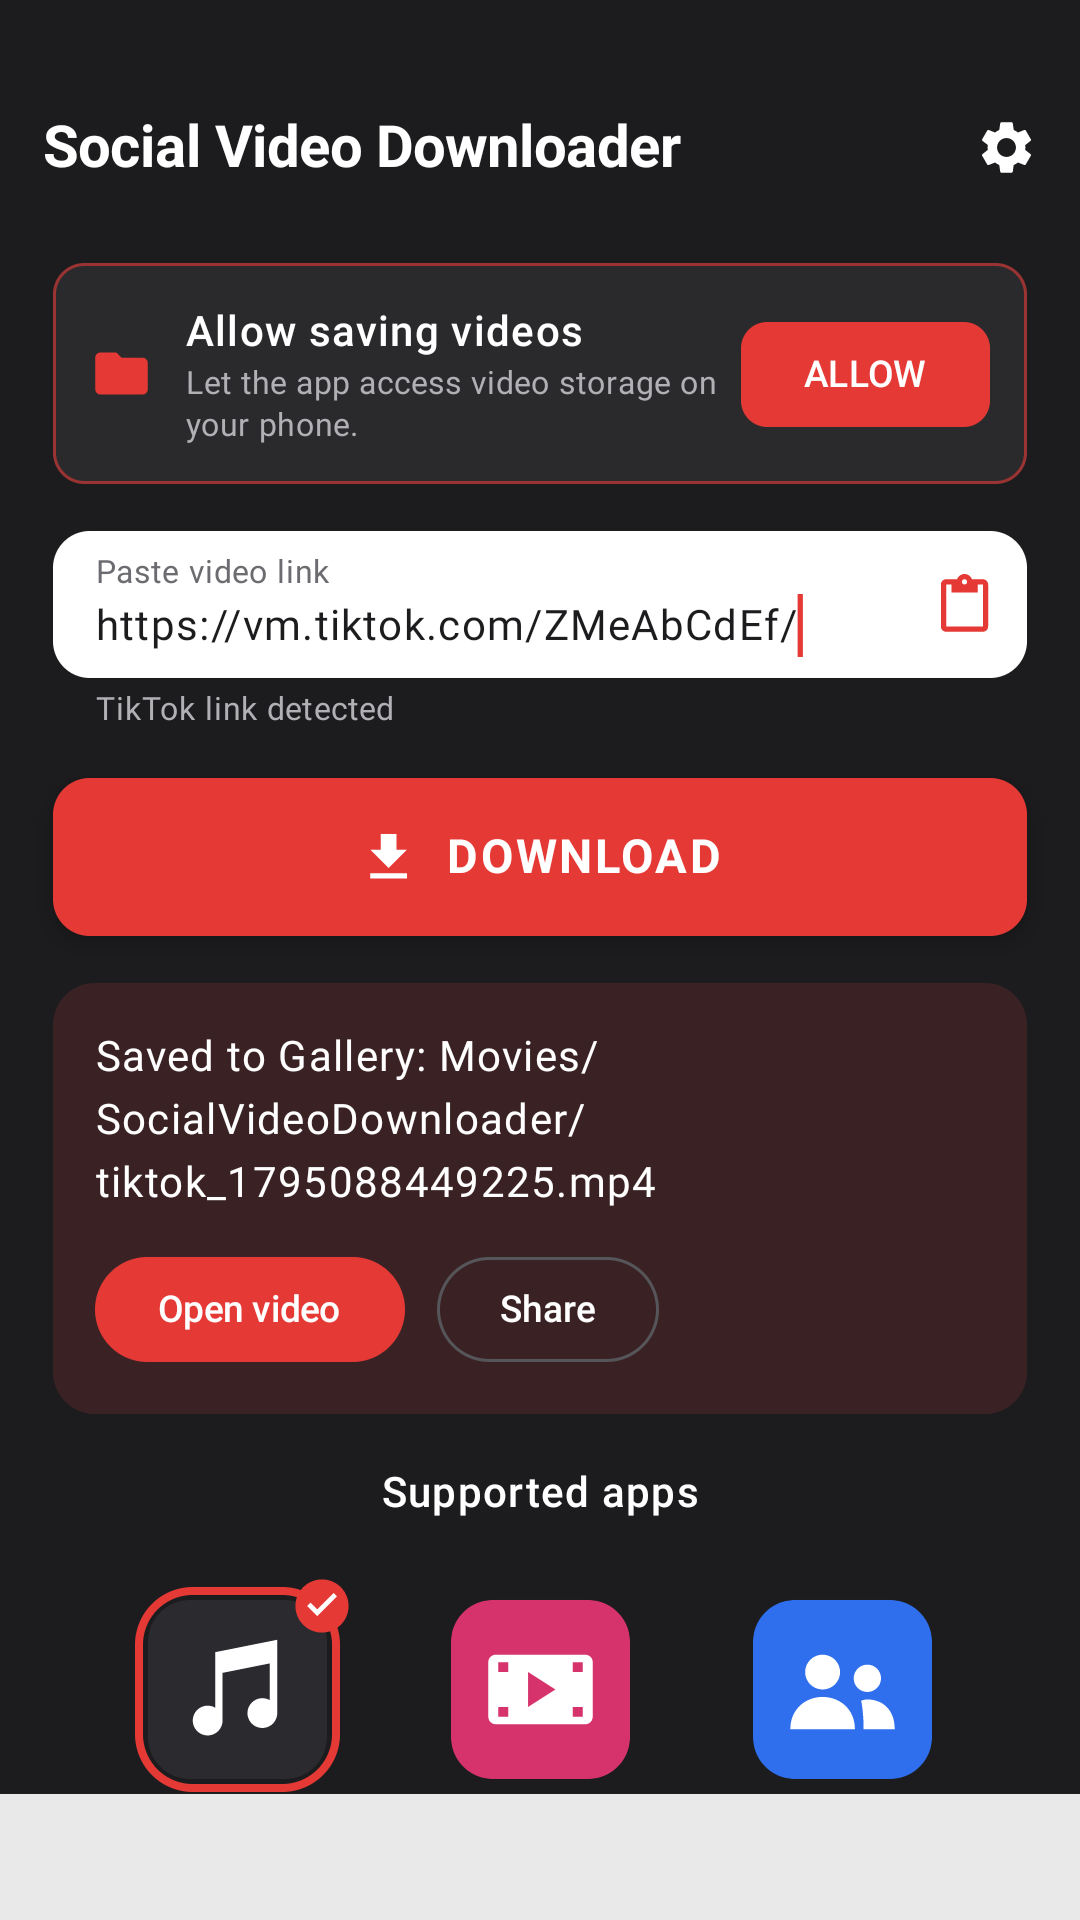 Social Video Downloader
Allow saving videos
Let the app access video storage on
your phone.
ALLOW
Paste video link
https://vm.tiktok.com/ZMeAbCdEf/
TikTok link detected
DOWNLOAD
Saved to Gallery: Movies/
SocialVideoDownloader/
tiktok_1795088449225.mp4
Open video
Share
Supported apps